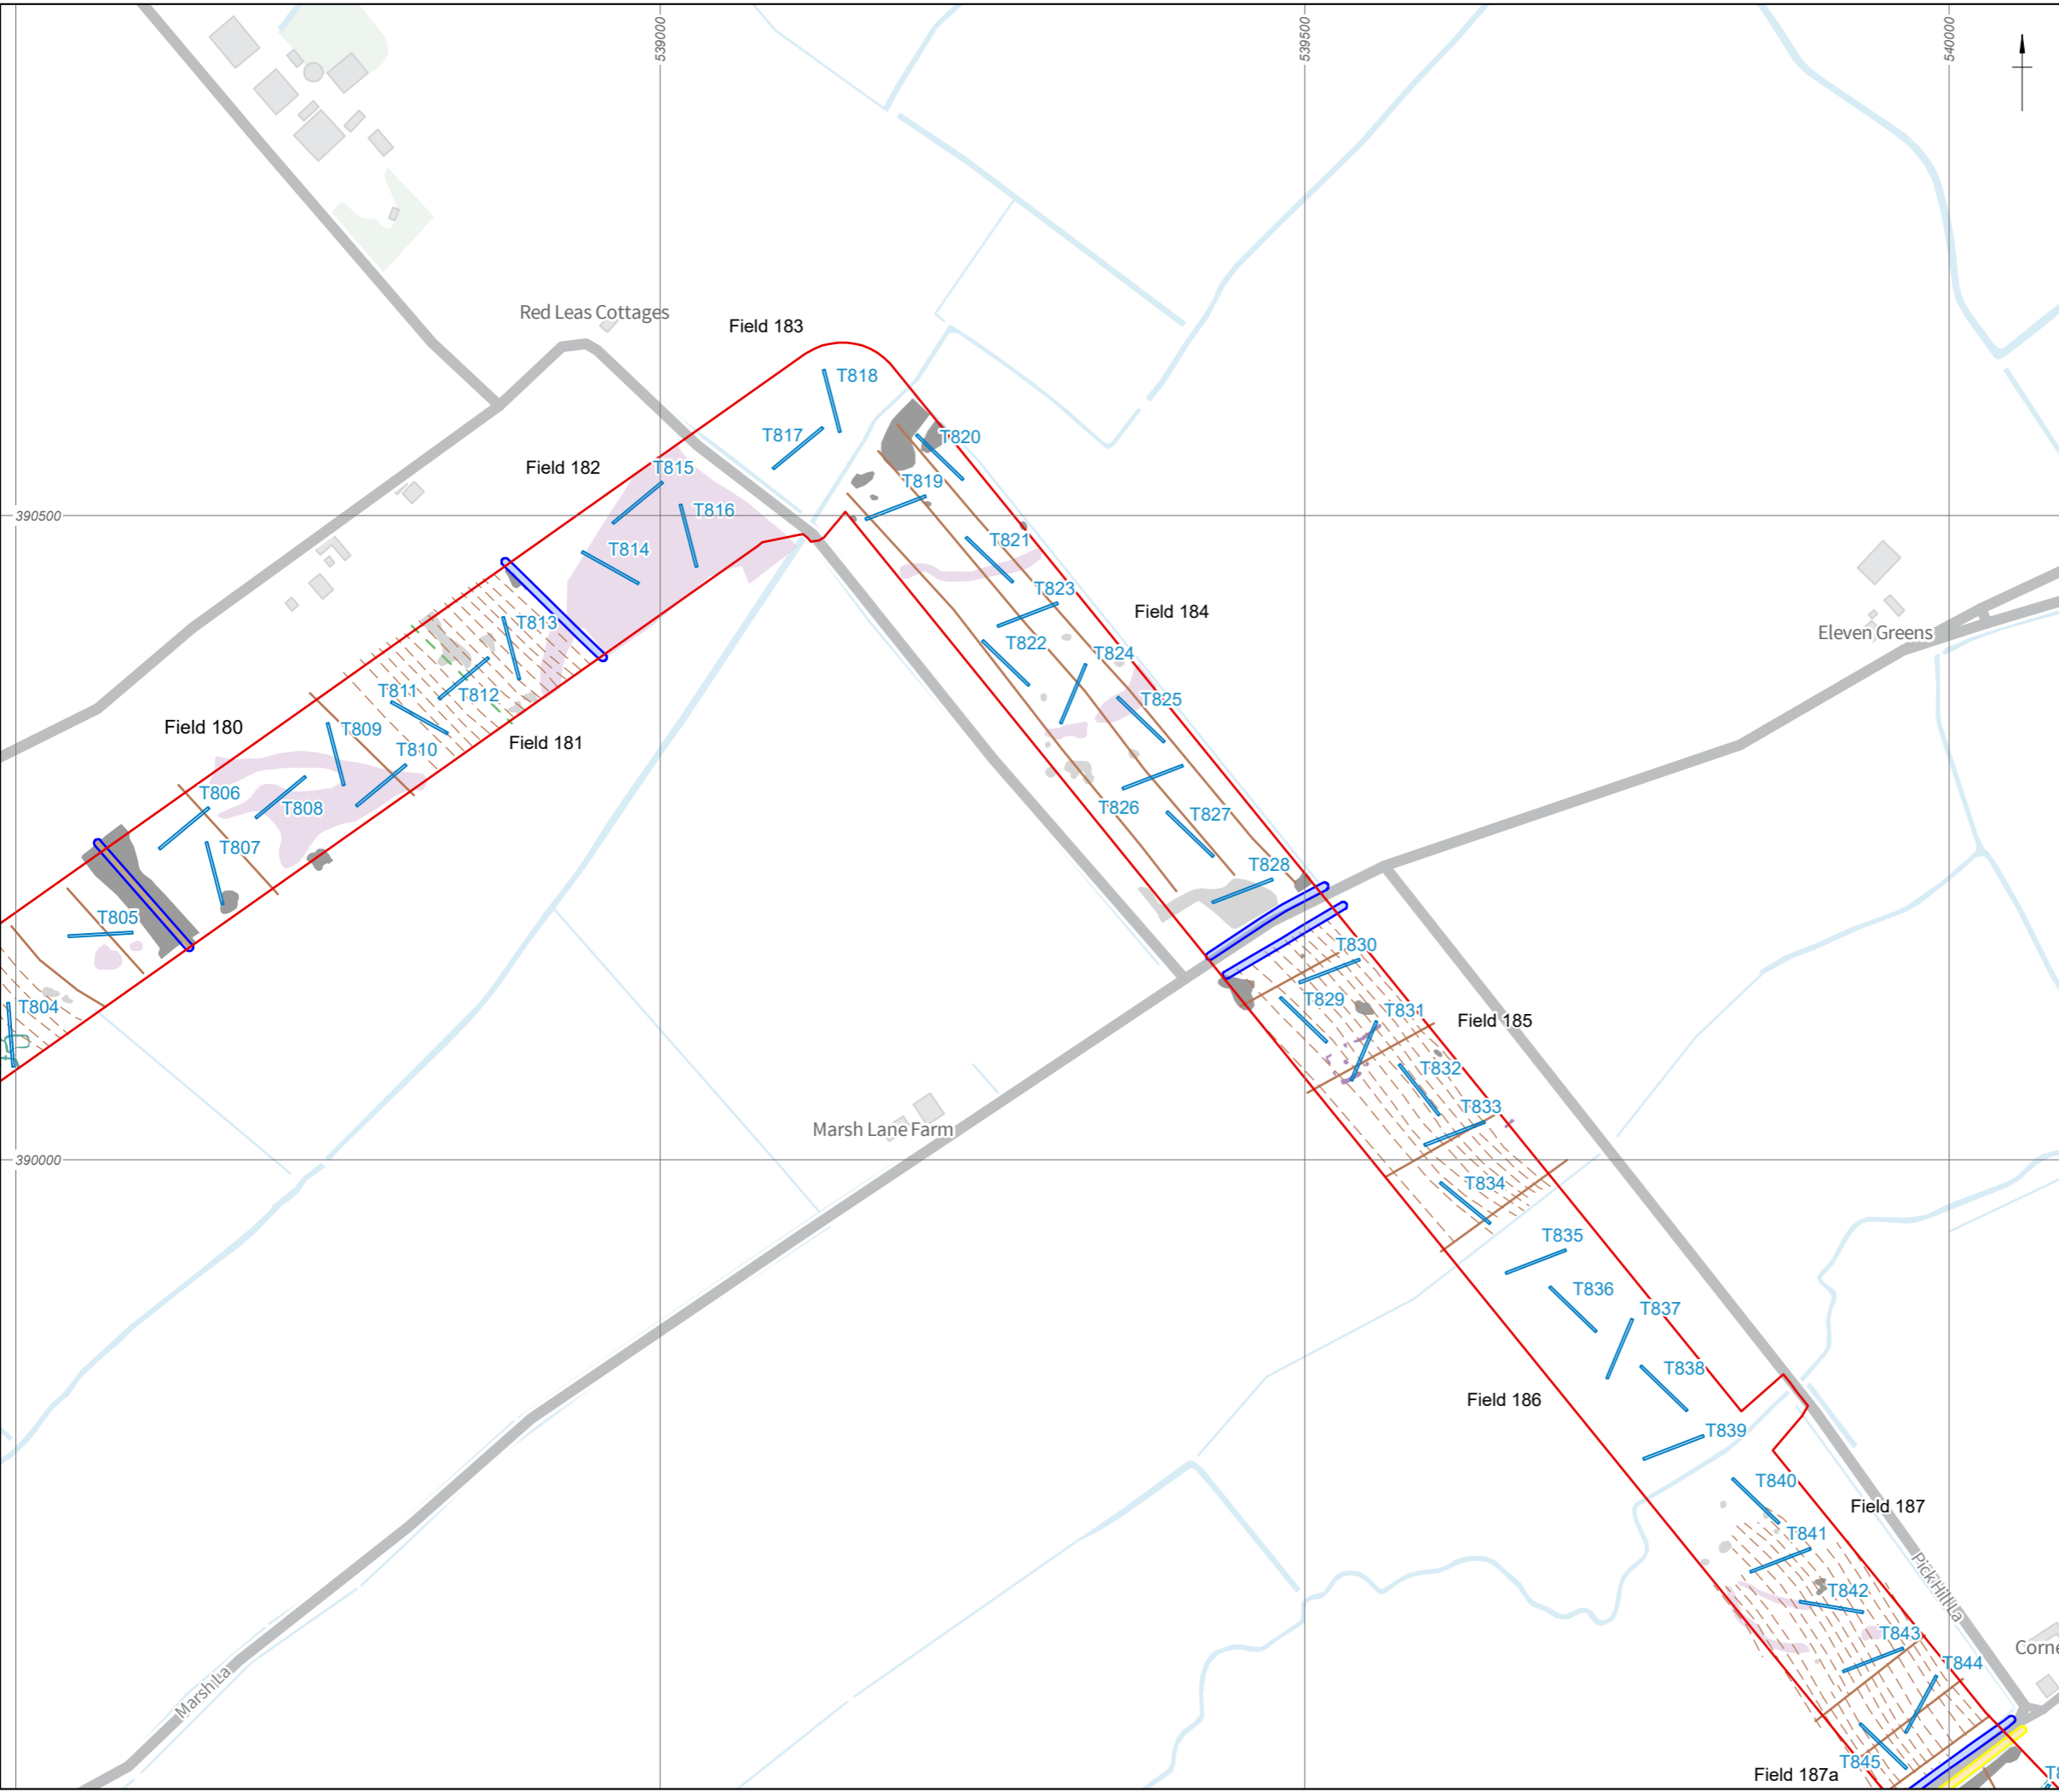 539000
539500
540000
Red Leas Cottages
Field 183
T818
T817
T820
Field 182
T815
T819
T816
390500
T821
T814
T823
Field 184
T813
Eleven Greens
T822
T824
T811
T812
T825
Field 180
T809
Field 181
T810
T806
T808
T826
T827
T807
T828
T805
T830
T829
T804
T831
Field 185
T832
T833
Marsh Lane Farm
390000
T834
T835
T836
T837
T838
Field 186
T839
T840
Field 187
T841
Pick Hill La
T842
T843
Corne
T844
Marsh La
T845
Field 187a